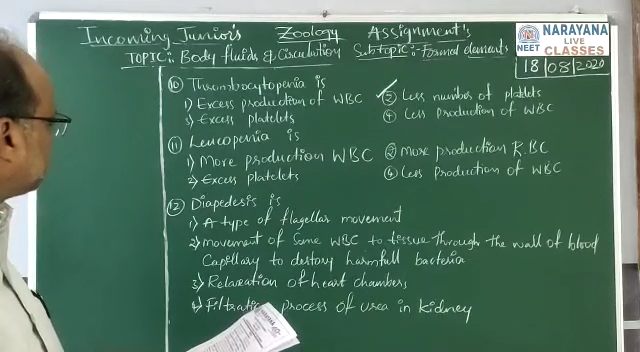 Incoming Junior's Zoology Assignment's
TOPIC:. Body fluids & Circulation Subtopic:- Formed elements
NEET
NARAYANA
LIVE
CLASSES
18 | 08 | 2020
10 Thrombocytopenia is
1) Excess production of WBC 2 Less number of platelets
3) Excess platelets 4 Less production of WBC
11 Leucopenia is
1) More production WBC 2 More production R.BC
2) Excess platelets 4 Less Production of WBC
12 Diapedesis is
1) A type of flagellar movement
2) Movement of some WBC to tissue through the wall of blood
Capillary to destory harmfull bacteria
3) Relaxation of heart chambers
4) Filtration process of urea in kidney